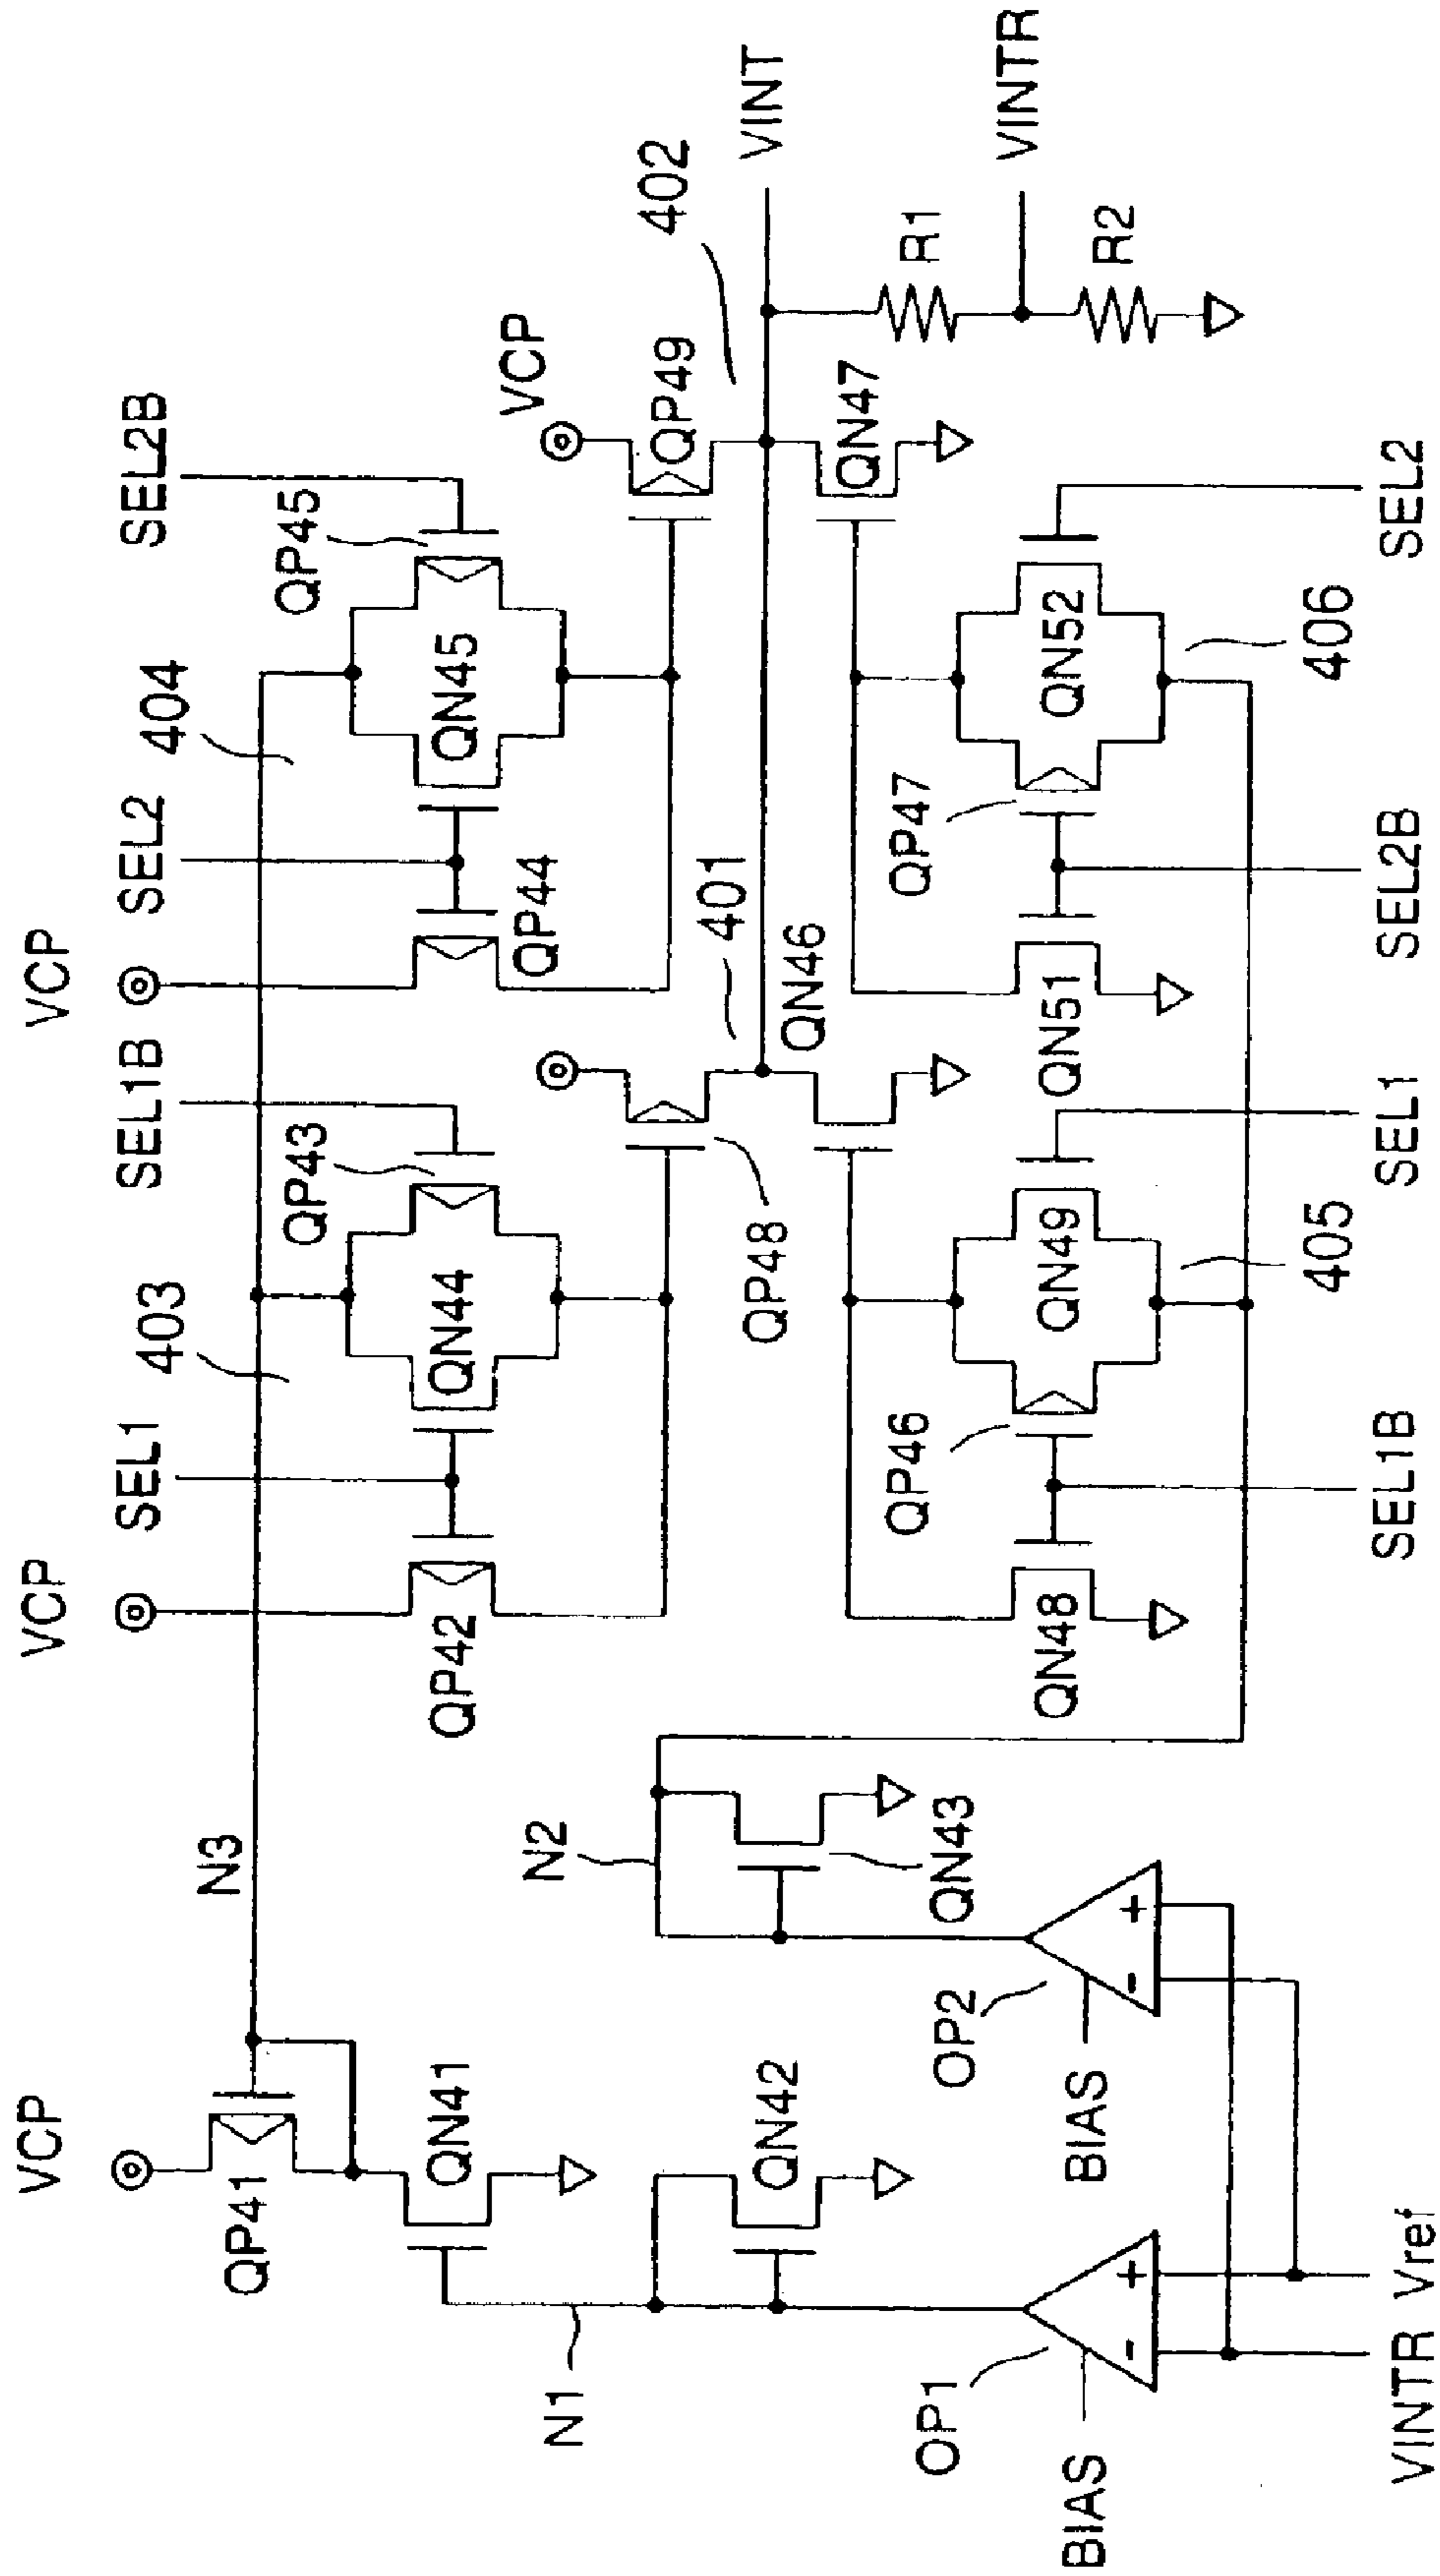 VCP
QP41
N3
VCP
SEL1
403
SEL1B
VCP
SEL2
404
SEL2B
QP42
QN44
QP43
QP44
QN45
QP45
VCP
QN41
N1
QN42
N2
QN43
QP48
401
QN46
QP49
402
VINT
QN47
R1
VINTR
R2
OP1
BIAS
OP2
BIAS
-
+
-
+
VINTR
Vref
QN48
QP46
QN49
405
QN51
QP47
QN52
406
SEL1B
SEL1
SEL2B
SEL2